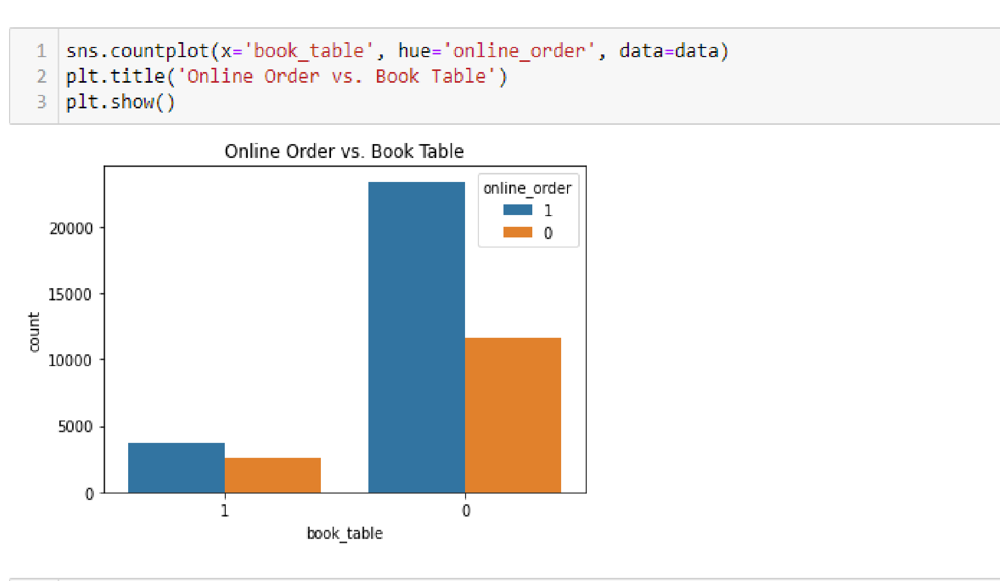 1 sns.countplot(x='book_table', hue='online_order', data=data)
2 plt.title('Online Order vs. Book Table')
3 plt.show()
Online Order vs. Book Table
online_order
1
0
20000
15000
10000
5000
0
count
1 0
book_table